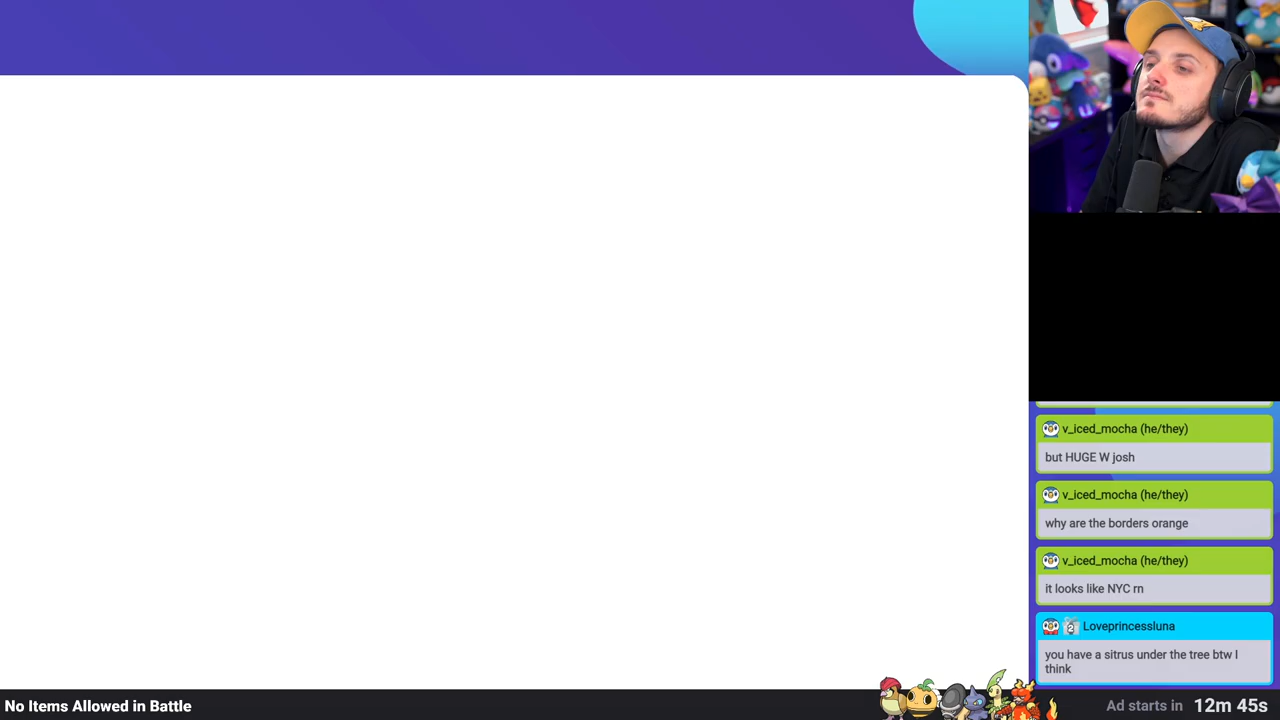 v_iced_mocha (he/they)
but HUGE W josh
v_iced_mocha (he/they)
why are the borders orange
v_iced_mocha (he/they)
it looks like NYC rn
2 Loveprincessluna
you have a sitrus under the tree btw I
think
No Items Allowed in Battle
Ad starts in 12m 45s